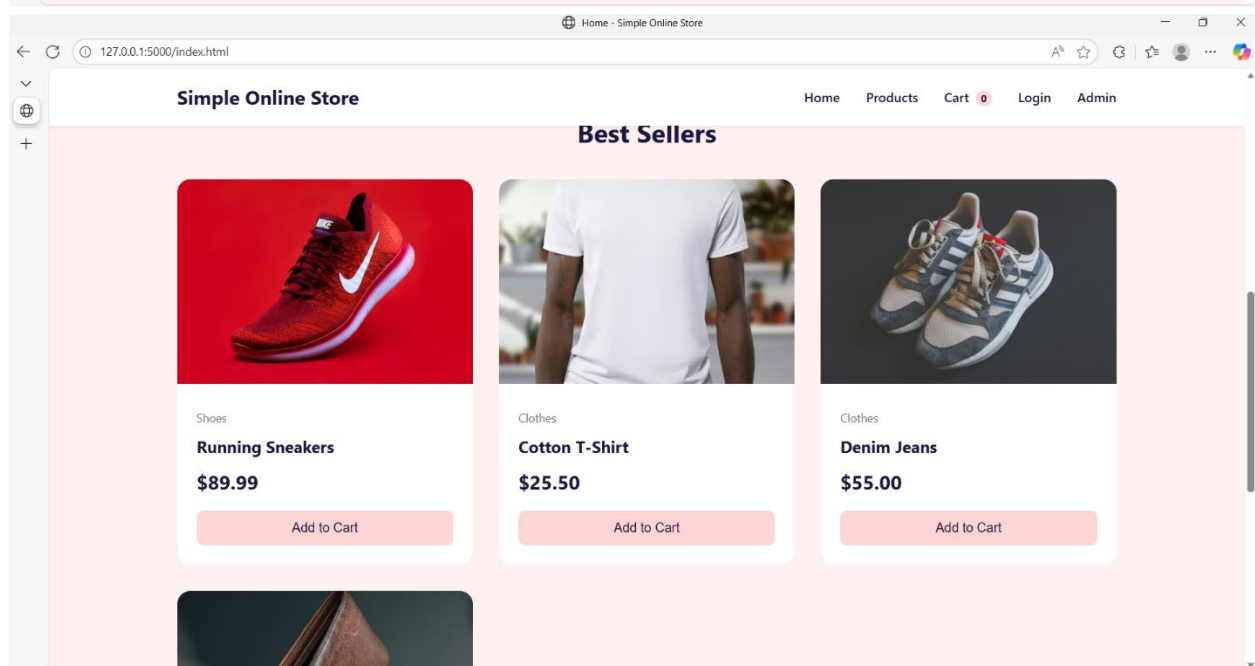 Home - Simple Online Store
127.0.0.1:5000/index.html
Simple Online Store
Home Products Cart 0 Login Admin
Best Sellers
NIKE
Shoes
Running Sneakers
$89.99
Add to Cart
Clothes
Cotton T-Shirt
$25.50
Add to Cart
Clothes
Denim Jeans
$55.00
Add to Cart